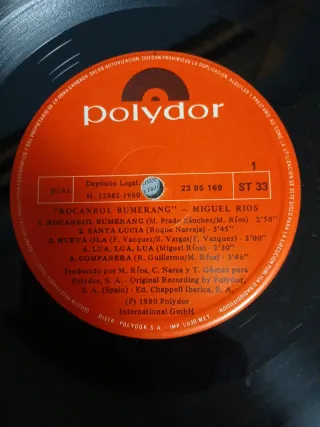 polydor
SGAE
Depósito Legal:
M. 12882-1980
23 86 169
1
ST 33
"ROCANROL BUMERANG" - MIGUEL RIOS
1. ROCANROL BUMERANG (M. Prado Sánchez/M. Ríos) 2'58"
2. SANTA LUCIA (Roque Narvaja) - 3'45"
3. NUEVA OLA (F. Vazquez/S. Vargas/F. Vazquez) - 3'00"
4. LUA, LUA, LUA (Miguel Ríos) - 2'30"
5. COMPAÑERA (R. Guillermo/M. Ríos) - 3'46"
Producido por M. Ríos, C. Narea y T. Gómez para
Polydor, S. A. - Original Recording by Polydor,
S. A. (Spain) - Ed. Chappell Iberica, S. A.
(P) 1980 Polydor
International GmbH
DISTR. POLYDOR, S.A. - IMP. LOJO NET